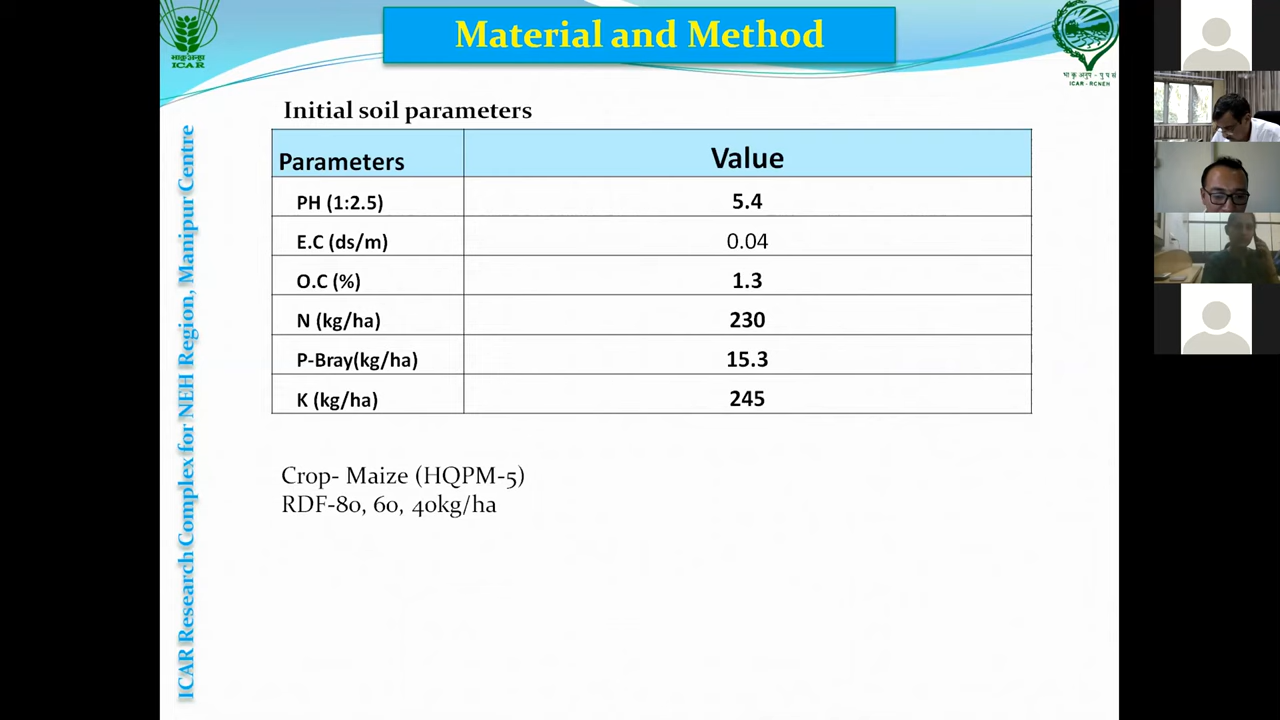 Material and Method
भाकृअनुप
ICAR
ICAR - RCNEH
ICAR Research Complex for NEH Region, Manipur Centre
Initial soil parameters
Parameters Value
PH (1:2.5) 5.4
E.C (ds/m) 0.04
O.C (%) 1.3
N (kg/ha) 230
P-Bray(kg/ha) 15.3
K (kg/ha) 245
Crop- Maize (HQPM-5)
RDF-80, 60, 40kg/ha